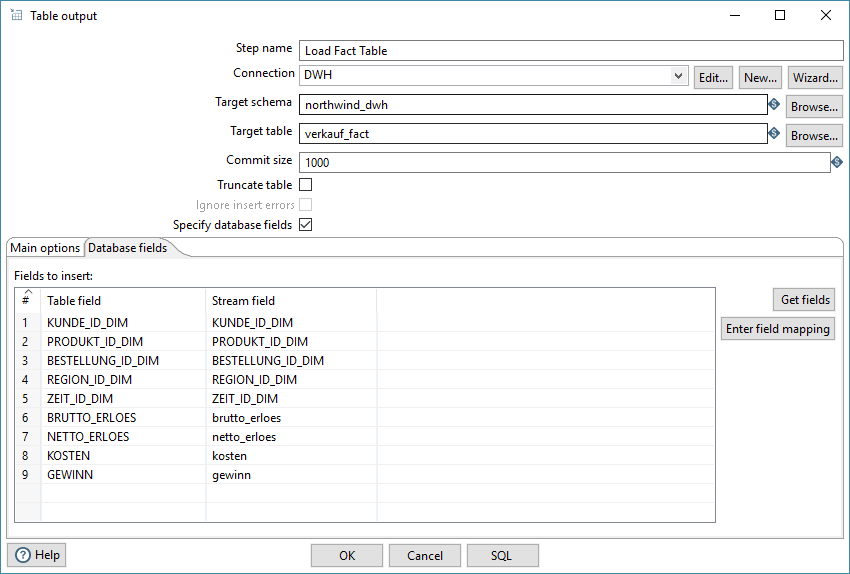 Table output
Step name Load Fact Table
Connection DWH Edit... New... Wizard...
Target schema northwind_dwh Browse...
Target table verkauf_fact Browse...
Commit size 1000
Truncate table
Ignore insert errors
Specify database fields
Main options Database fields
Fields to insert:
# Table field Stream field Get fields
1 KUNDE_ID_DIM KUNDE_ID_DIM Enter field mapping
2 PRODUKT_ID_DIM PRODUKT_ID_DIM
3 BESTELLUNG_ID_DIM BESTELLUNG_ID_DIM
4 REGION_ID_DIM REGION_ID_DIM
5 ZEIT_ID_DIM ZEIT_ID_DIM
6 BRUTTO_ERLOES brutto_erloes
7 NETTO_ERLOES netto_erloes
8 KOSTEN kosten
9 GEWINN gewinn
Help OK Cancel SQL